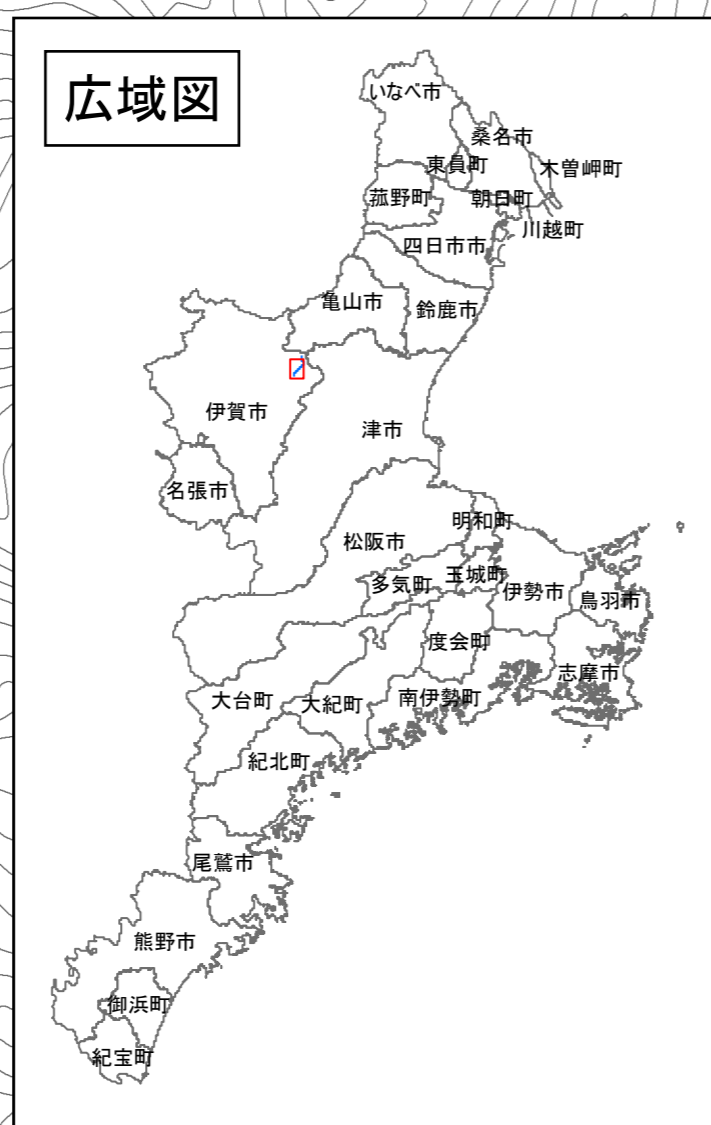 広域図
いなべ市
桑名市
東員町
木曽岬町
菰野町
朝日町
川越町
四日市市
亀山市
鈴鹿市
伊賀市
津市
名張市
明和町
松阪市
多気町
玉城町
伊勢市
鳥羽市
度会町
志摩市
大台町
大紀町
南伊勢町
紀北町
尾鷲市
熊野市
御浜町
紀宝町